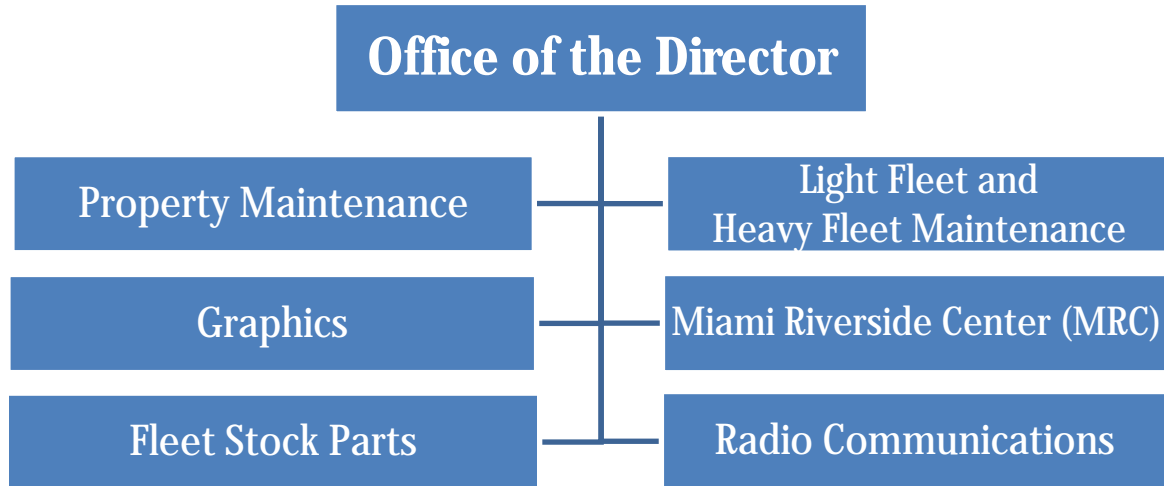 Office of the Director
Property Maintenance
Light Fleet and
Heavy Fleet Maintenance
Graphics
Miami Riverside Center (MRC)
Fleet Stock Parts
Radio Communications